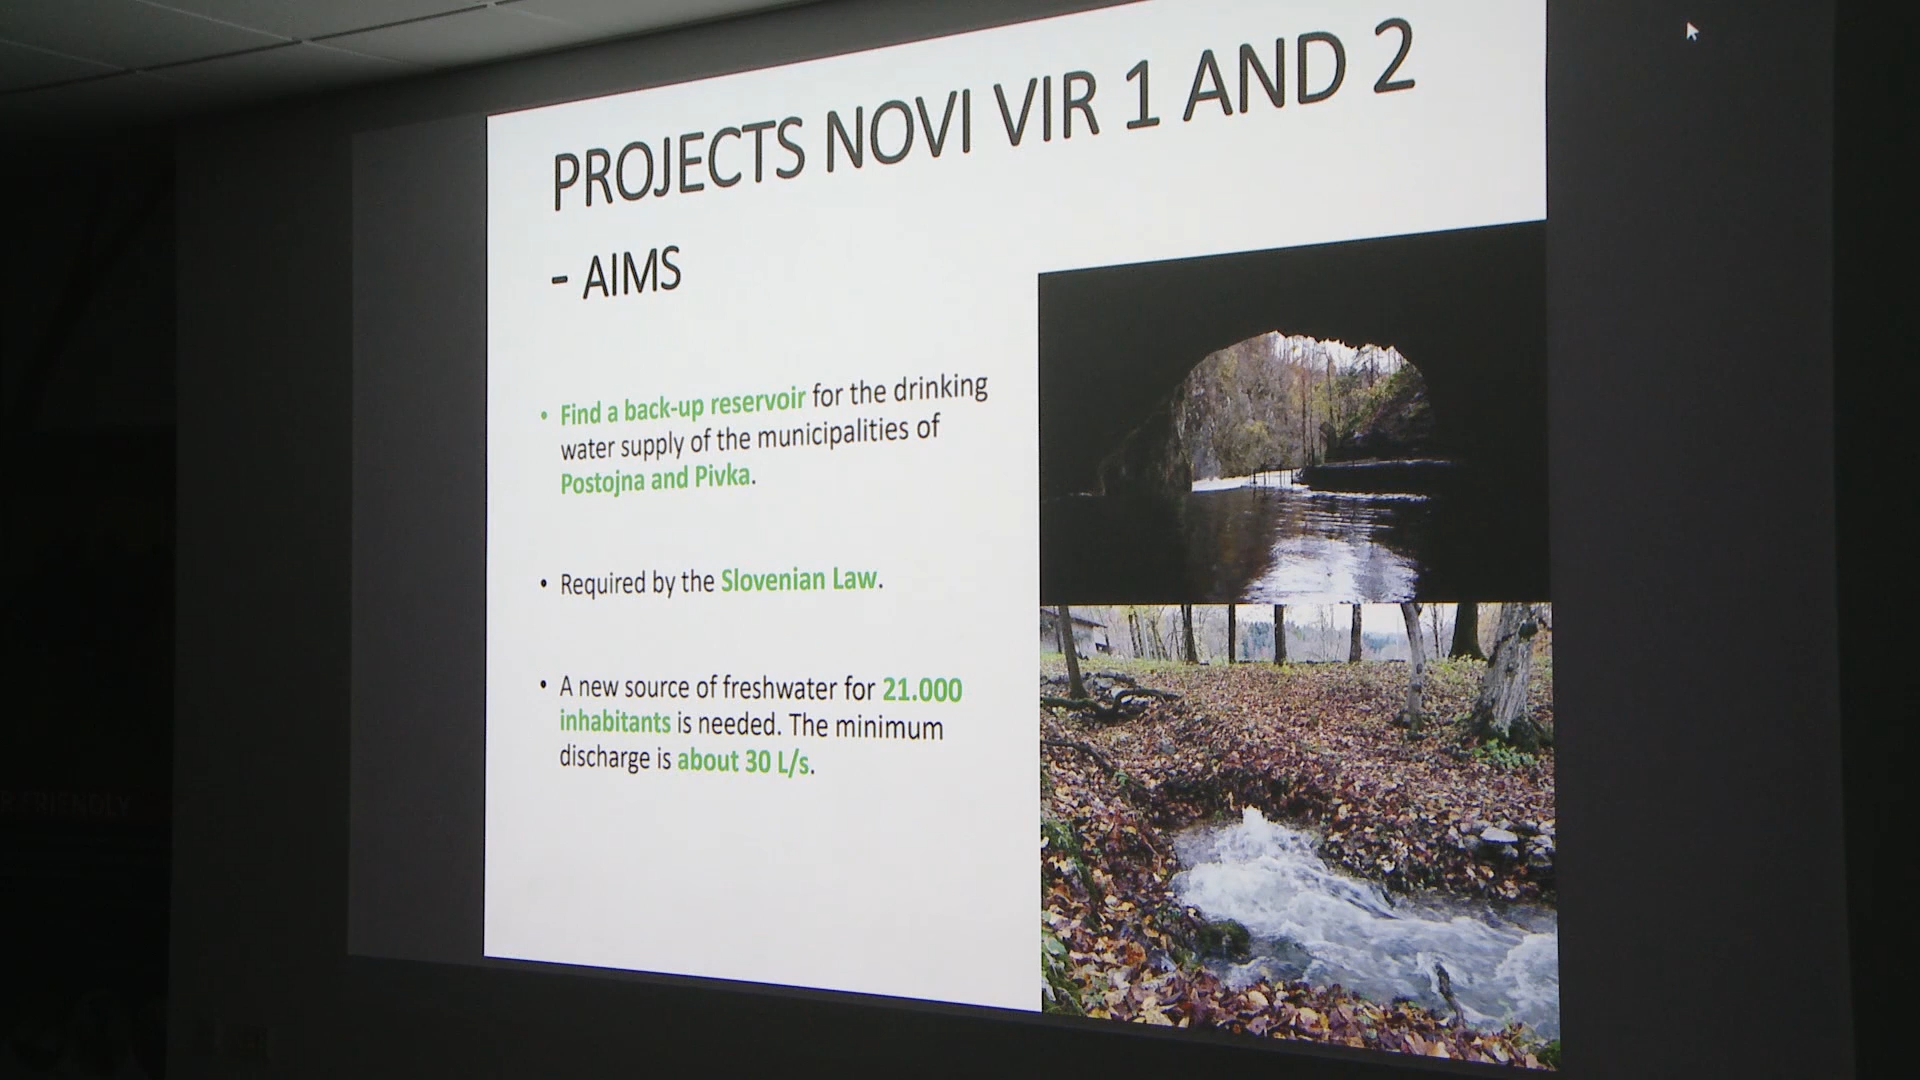 PROJECTS NOVI VIR 1 AND 2
- AIMS
• Find a back-up reservoir for the drinking
water supply of the municipalities of
Postojna and Pivka.
• Required by the Slovenian Law.
• A new source of freshwater for 21.000
inhabitants is needed. The minimum
discharge is about 30 L/s.